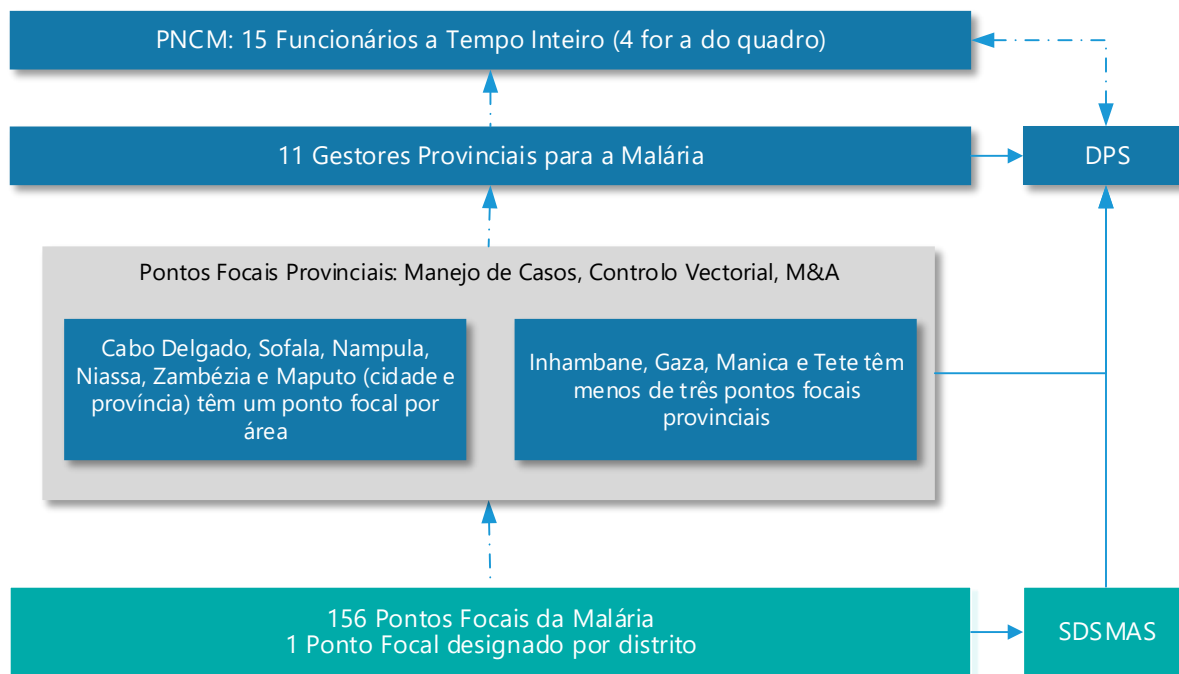 PNCM: 15 Funcionários a Tempo Inteiro (4 for a do quadro)
11 Gestores Provinciais para a Malária
DPS
Pontos Focais Provinciais: Manejo de Casos, Controlo Vectorial, M&A
Cabo Delgado, Sofala, Nampula,
Niassa, Zambézia e Maputo (cidade e
província) têm um ponto focal por
área
Inhambane, Gaza, Manica e Tete têm
menos de três pontos focais
provinciais
156 Pontos Focais da Malária
1 Ponto Focal designado por distrito
SDSMAS